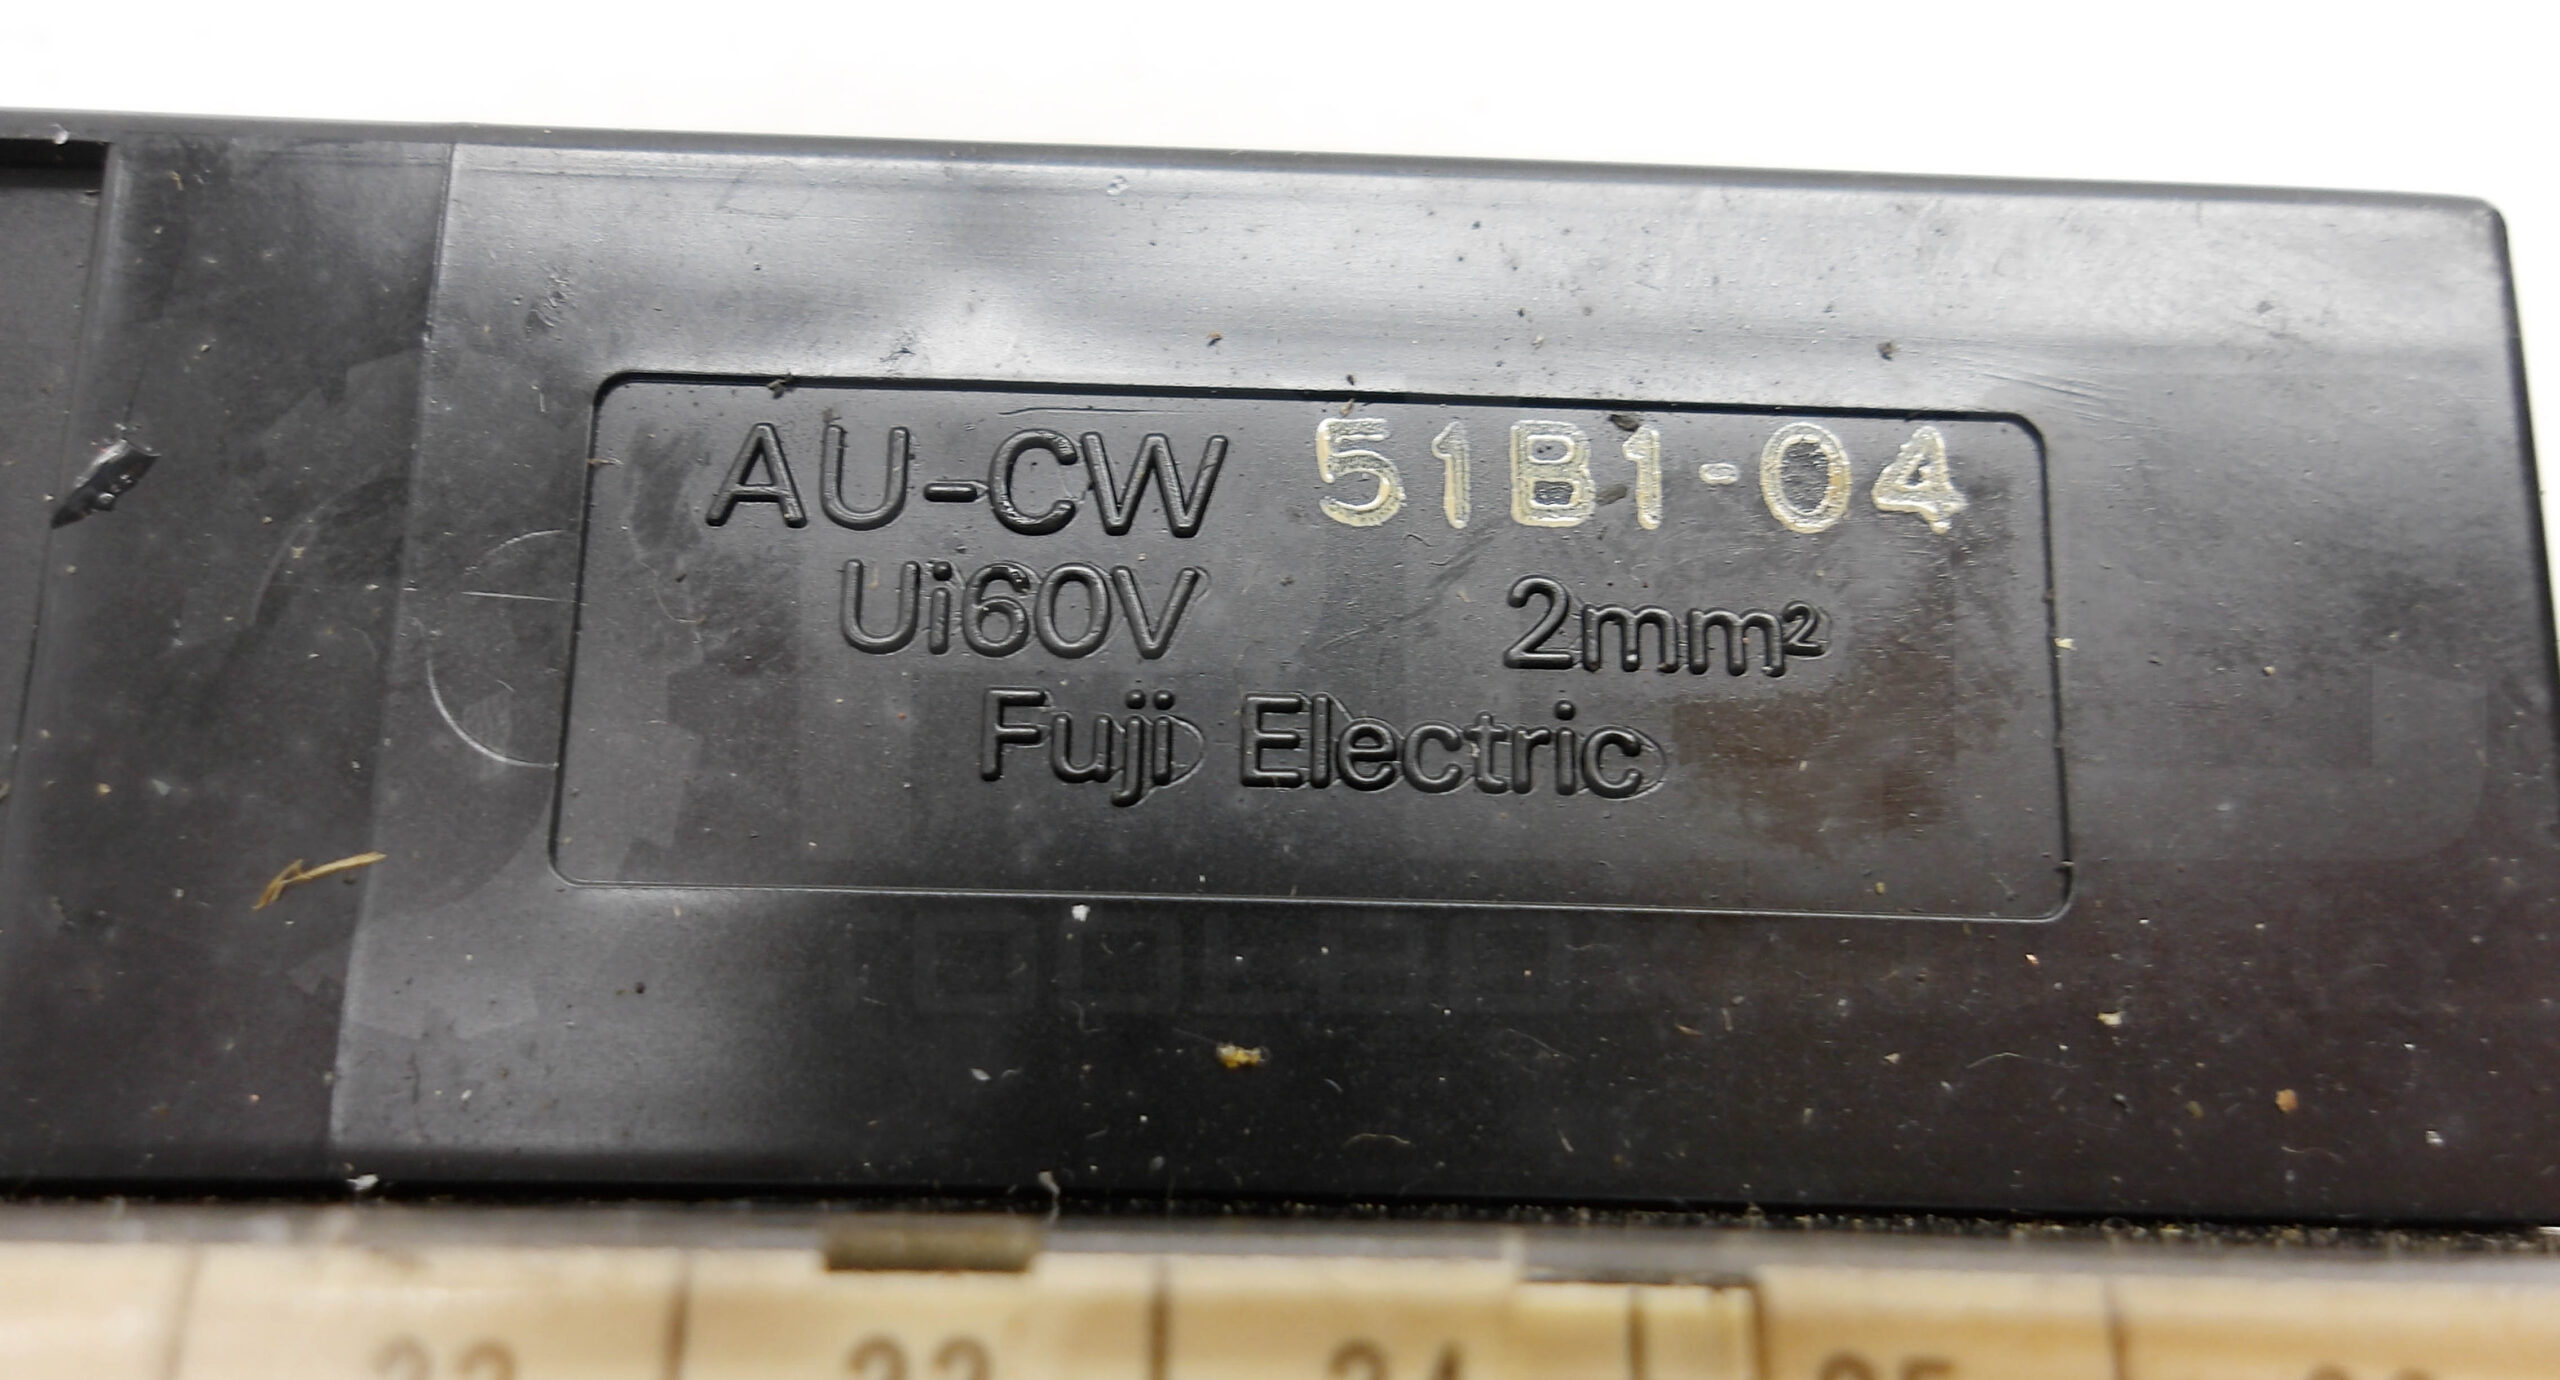 AU-CW 51B1-04
Ui60V 2mm²
Fuji Electric